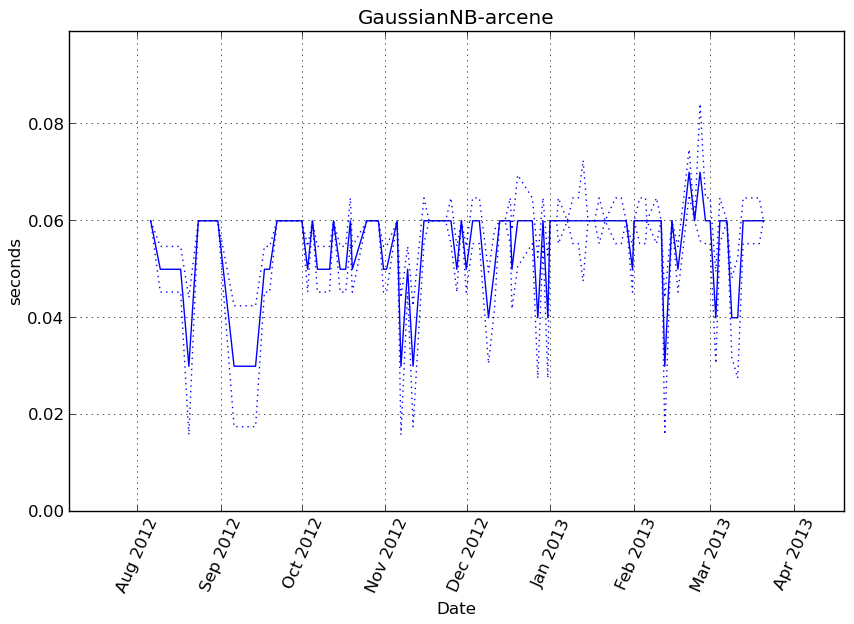 GaussianNB-arcene
seconds
0.08
0.06
0.04
0.02
0.00
Aug 2012
Sep 2012
Oct 2012
Nov 2012
Dec 2012
Jan 2013
Feb 2013
Mar 2013
Apr 2013
Date